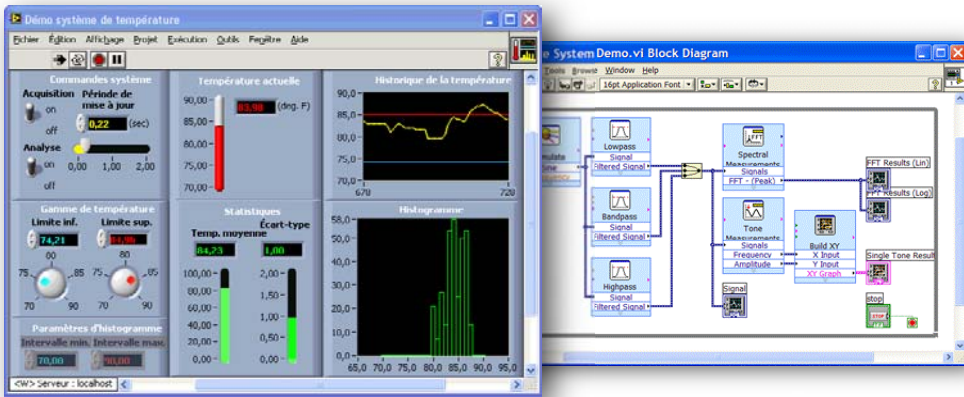 Démo système de température
Fichier Édition Affichage Projet Exécution Outils Fenêtre Aide
Commandes système
Acquisition
on
off
Période de
mise à jour
0,22 (sec)
Analyse
on
off
0,00 1,00 2,00
Température actuelle
90,00
85,00
80,00
75,00
70,00
83,98 (deg. F)
Historique de la température
90,0
85,0
80,0
75,0
70,0
670 720
Gamme de température
Limite inf. Limite sup.
74,21
80
75 85
70 90
80
75 85
70 90
Statistiques
Temp. moyenne
Écart-type
84,23 1,00
100,00
80,00
60,00
40,00
20,00
0,00
2,00
1,50
1,00
0,50
0,00
Histogramme
58,0
50,0
40,0
30,0
20,0
10,0
0,0
65,0 70,0 75,0 80,0 85,0 90,0 95,0
Paramètres d'histogramme
Intervalle min. Intervalle max.
70,00 90,00
<W> Serveur : localhost
e System Demo.vi Block Diagram
Tools Browse Window Help
16pt Application Font
mulate
Sine
equency
Lowpass
Signal
Filtered Signal
Bandpass
Signal
Filtered Signal
Highpass
Signal
Filtered Signal
Spectral
Measurements
Signals
FFT - (Peak)
Tone
Measurements
Signals
Frequency
Amplitude
Build XY
X Input
Y Input
XY Graph
Signal
FFT Results (Lin)
FFT Results (Log)
Single Tone Result
stop
STOP
TF